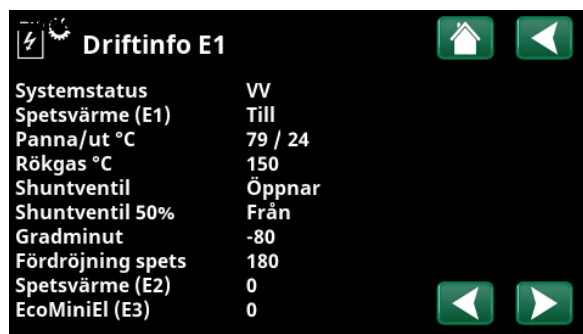 Driftinfo E1
Systemstatus VV
Spetsvärme (E1) Till
Panna/ut °C 79 / 24
Rökgas °C 150
Shuntventil Öppnar
Shuntventil 50% Från
Gradminut -80
Fördröjning spets 180
Spetsvärme (E2) 0
EcoMiniEl (E3) 0